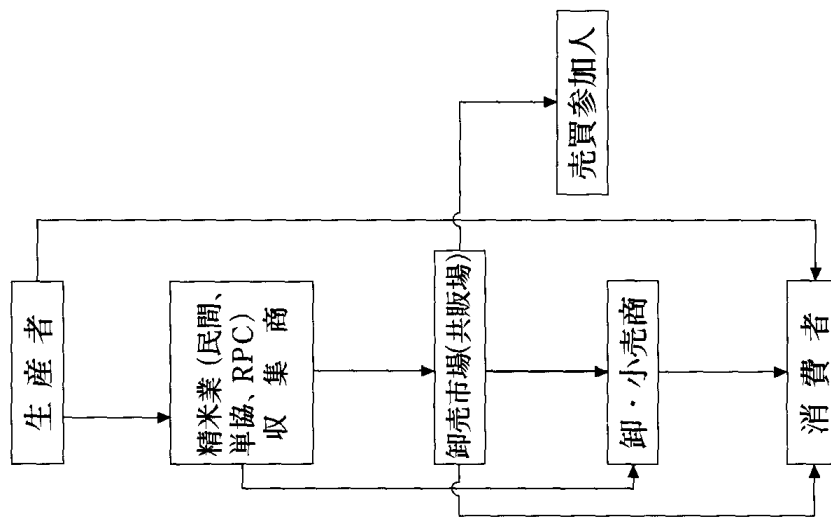 生産者
精米業(民間、
単協、RPC)
収集商
卸売市場(共販場)
売買参加人
卸・小売商
消費者